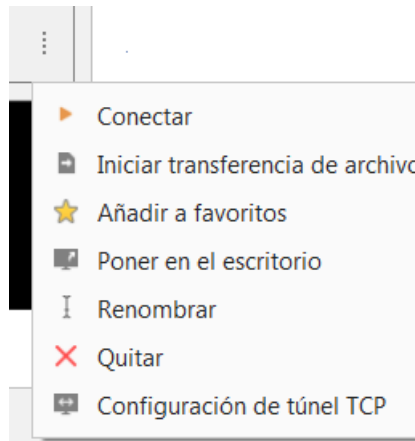 Conectar
Iniciar transferencia de archivo
Añadir a favoritos
Poner en el escritorio
Renombrar
Quitar
Configuración de túnel TCP